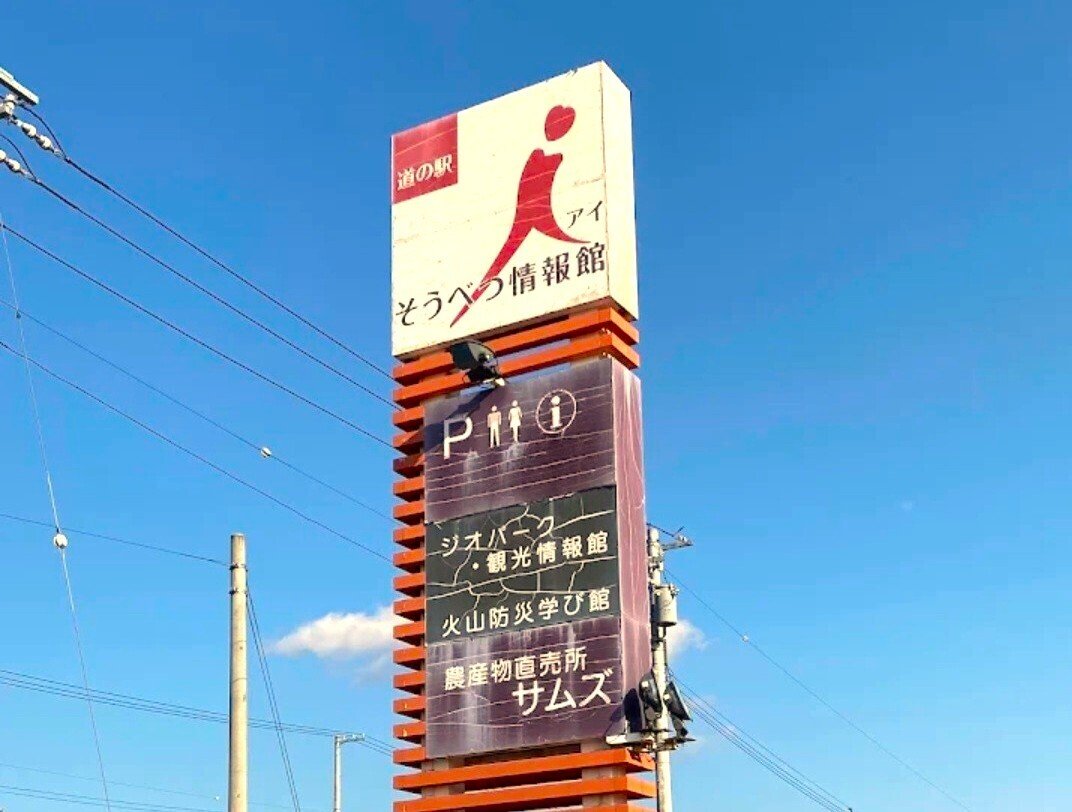 道の駅
i
アイ
そうべつ情報館
P i
ジオパーク
・観光情報館
火山防災学び館
農産物直売所
サムズ